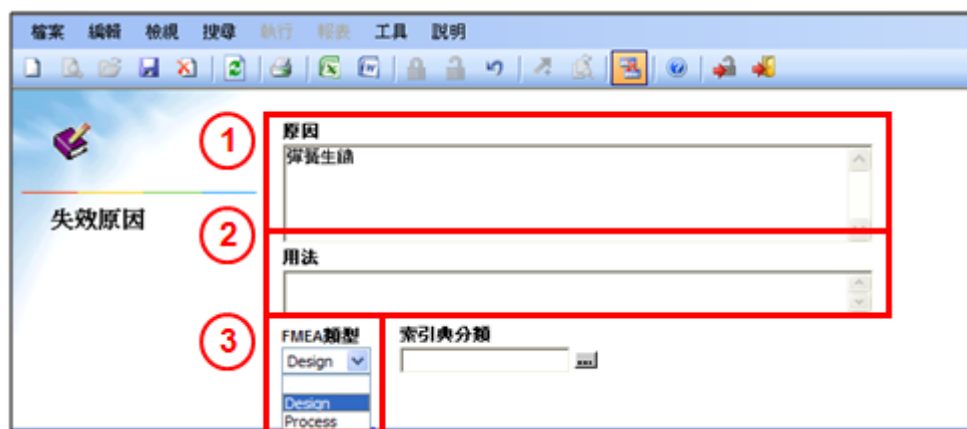 檔案 編輯 檢視 搜尋 執行 報表 工具 說明
1
原因
彈簧生鏽
失效原因
2
用法
3
FMEA類型 索引典分類
Design
Design
Process